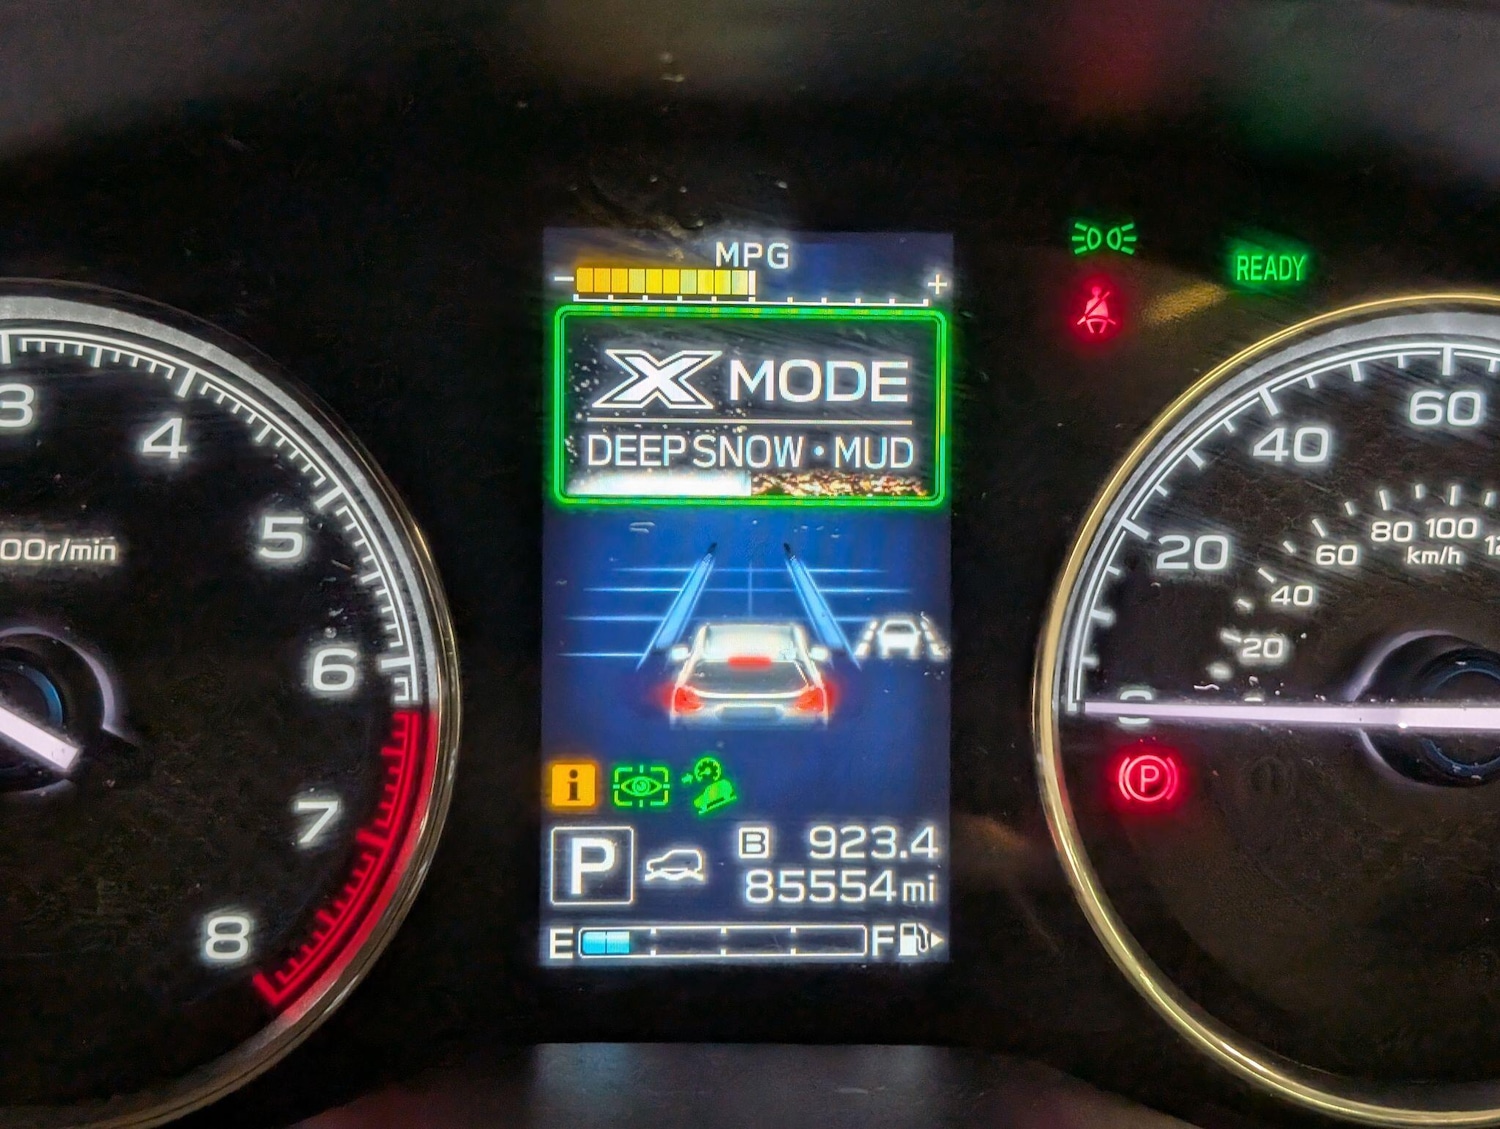 MPG
- +
X MODE
DEEP SNOW • MUD
READY
3
4
5
6
7
8
00r/min
20
40
60
20
40
60
80
100
km/h
P
i
P
B 923.4
85554 mi
E F